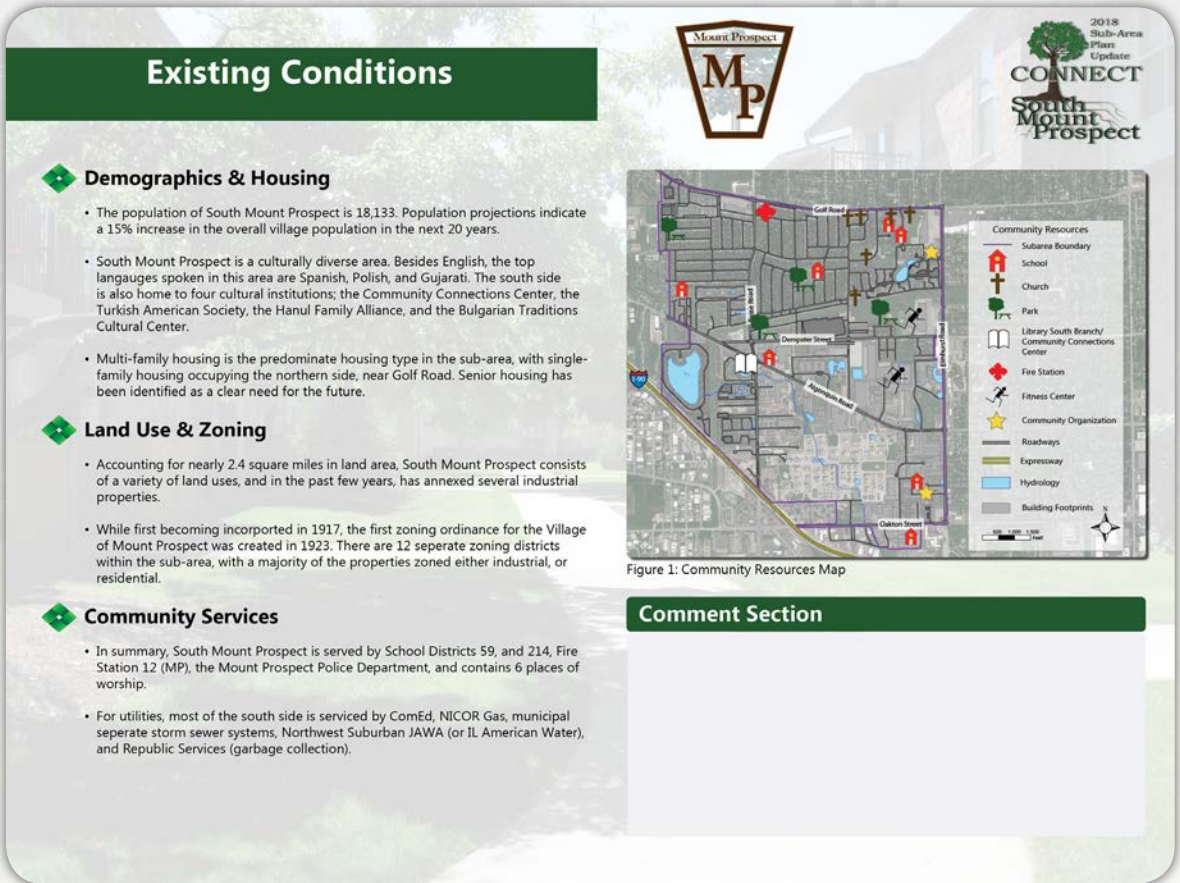 Existing Conditions
Mount Prospect
MP
2018
Sub-Area
Plan
Update
CONNECT
South
Mount
Prospect
Demographics & Housing
• The population of South Mount Prospect is 18,133. Population projections indicate
a 15% increase in the overall village population in the next 20 years.
• South Mount Prospect is a culturally diverse area. Besides English, the top
langauges spoken in this area are Spanish, Polish, and Gujarati. The south side
is also home to four cultural institutions; the Community Connections Center, the
Turkish American Society, the Hanul Family Alliance, and the Bulgarian Traditions
Cultural Center.
• Multi-family housing is the predominate housing type in the sub-area, with single-
family housing occupying the northern side, near Golf Road. Senior housing has
been identified as a clear need for the future.
Land Use & Zoning
• Accounting for nearly 2.4 square miles in land area, South Mount Prospect consists
of a variety of land uses, and in the past few years, has annexed several industrial
properties.
• While first becoming incorported in 1917, the first zoning ordinance for the Village
of Mount Prospect was created in 1923. There are 12 seperate zoning districts
within the sub-area, with a majority of the properties zoned either industrial, or
residential.
Community Services
• In summary, South Mount Prospect is served by School Districts 59, and 214, Fire
Station 12 (MP), the Mount Prospect Police Department, and contains 6 places of
worship.
• For utilities, most of the south side is serviced by ComEd, NICOR Gas, municipal
seperate storm sewer systems, Northwest Suburban JAWA (or IL American Water),
and Republic Services (garbage collection).
Golf Road
Road
Dempster Street
Elmhurst Road
Algonquin Road
I-90
Oakton Street
Community Resources
Subarea Boundary
School
Church
Park
Library South Branch/
Community Connections
Center
Fire Station
Fitness Center
Community Organization
Roadways
Expressway
Hydrology
Building Footprints
N
500 1,000 1,500
Feet
Figure 1: Community Resources Map
Comment Section